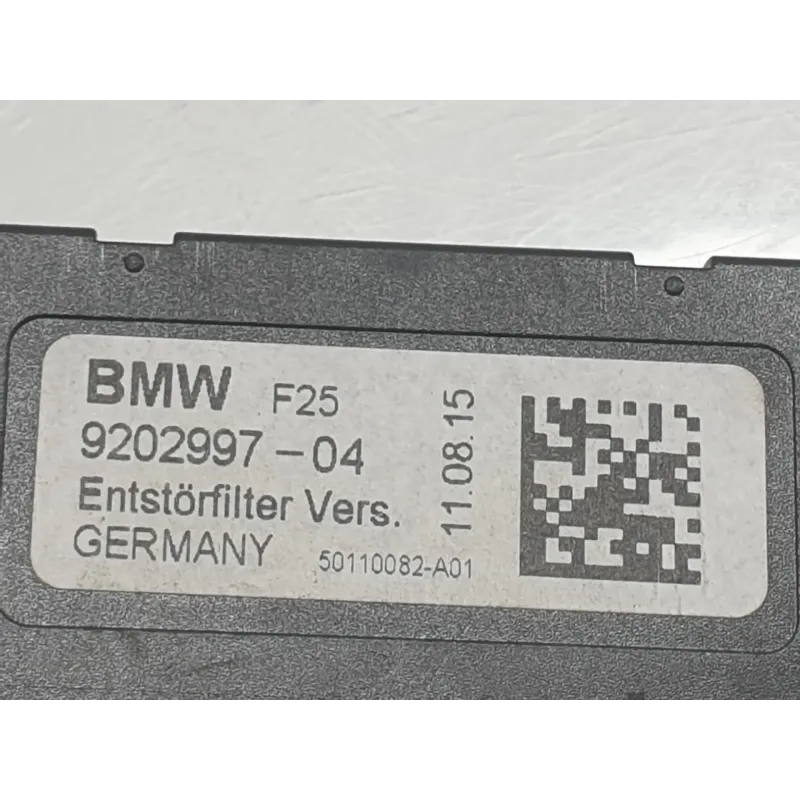 BMW F25
9202997-04
Entstörfilter Vers.
GERMANY 50110082-A01
11.08.15